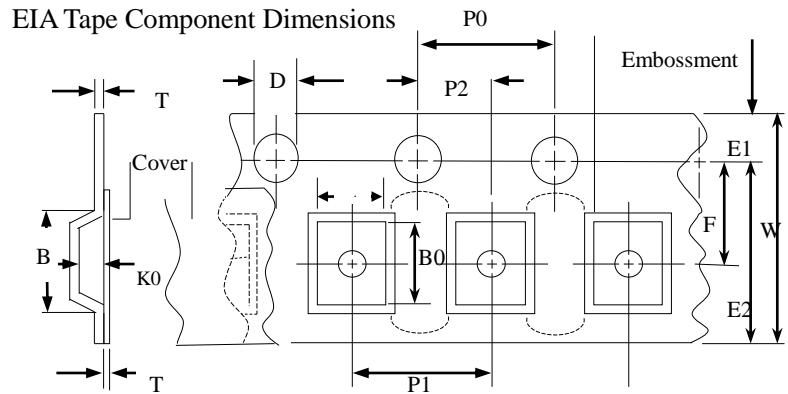 EIA Tape Component Dimensions
P0
Embossment
D
P2
T
E1
Cover
F
W
B
B0
K0
E2
P1
T